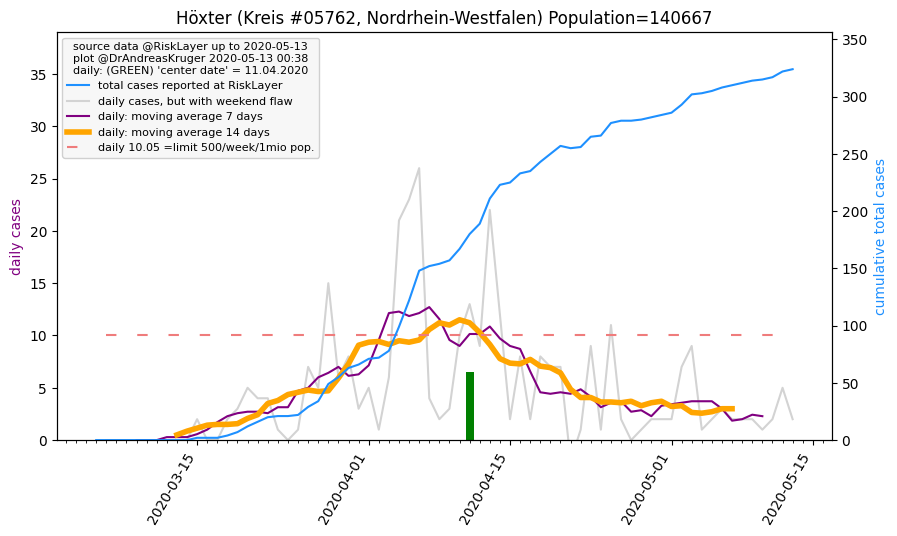 Höxter (Kreis #05762, Nordrhein-Westfalen) Population=140667
source data @RiskLayer up to 2020-05-13
plot @DrAndreasKruger 2020-05-13 00:38
daily: (GREEN) 'center date' = 11.04.2020
total cases reported at RiskLayer
daily cases, but with weekend flaw
daily: moving average 7 days
daily: moving average 14 days
daily 10.05 =limit 500/week/1mio pop.
daily cases
35
30
25
20
15
10
5
0
cumulative total cases
350
300
250
200
150
100
50
0
2020-03-15
2020-04-01
2020-04-15
2020-05-01
2020-05-15